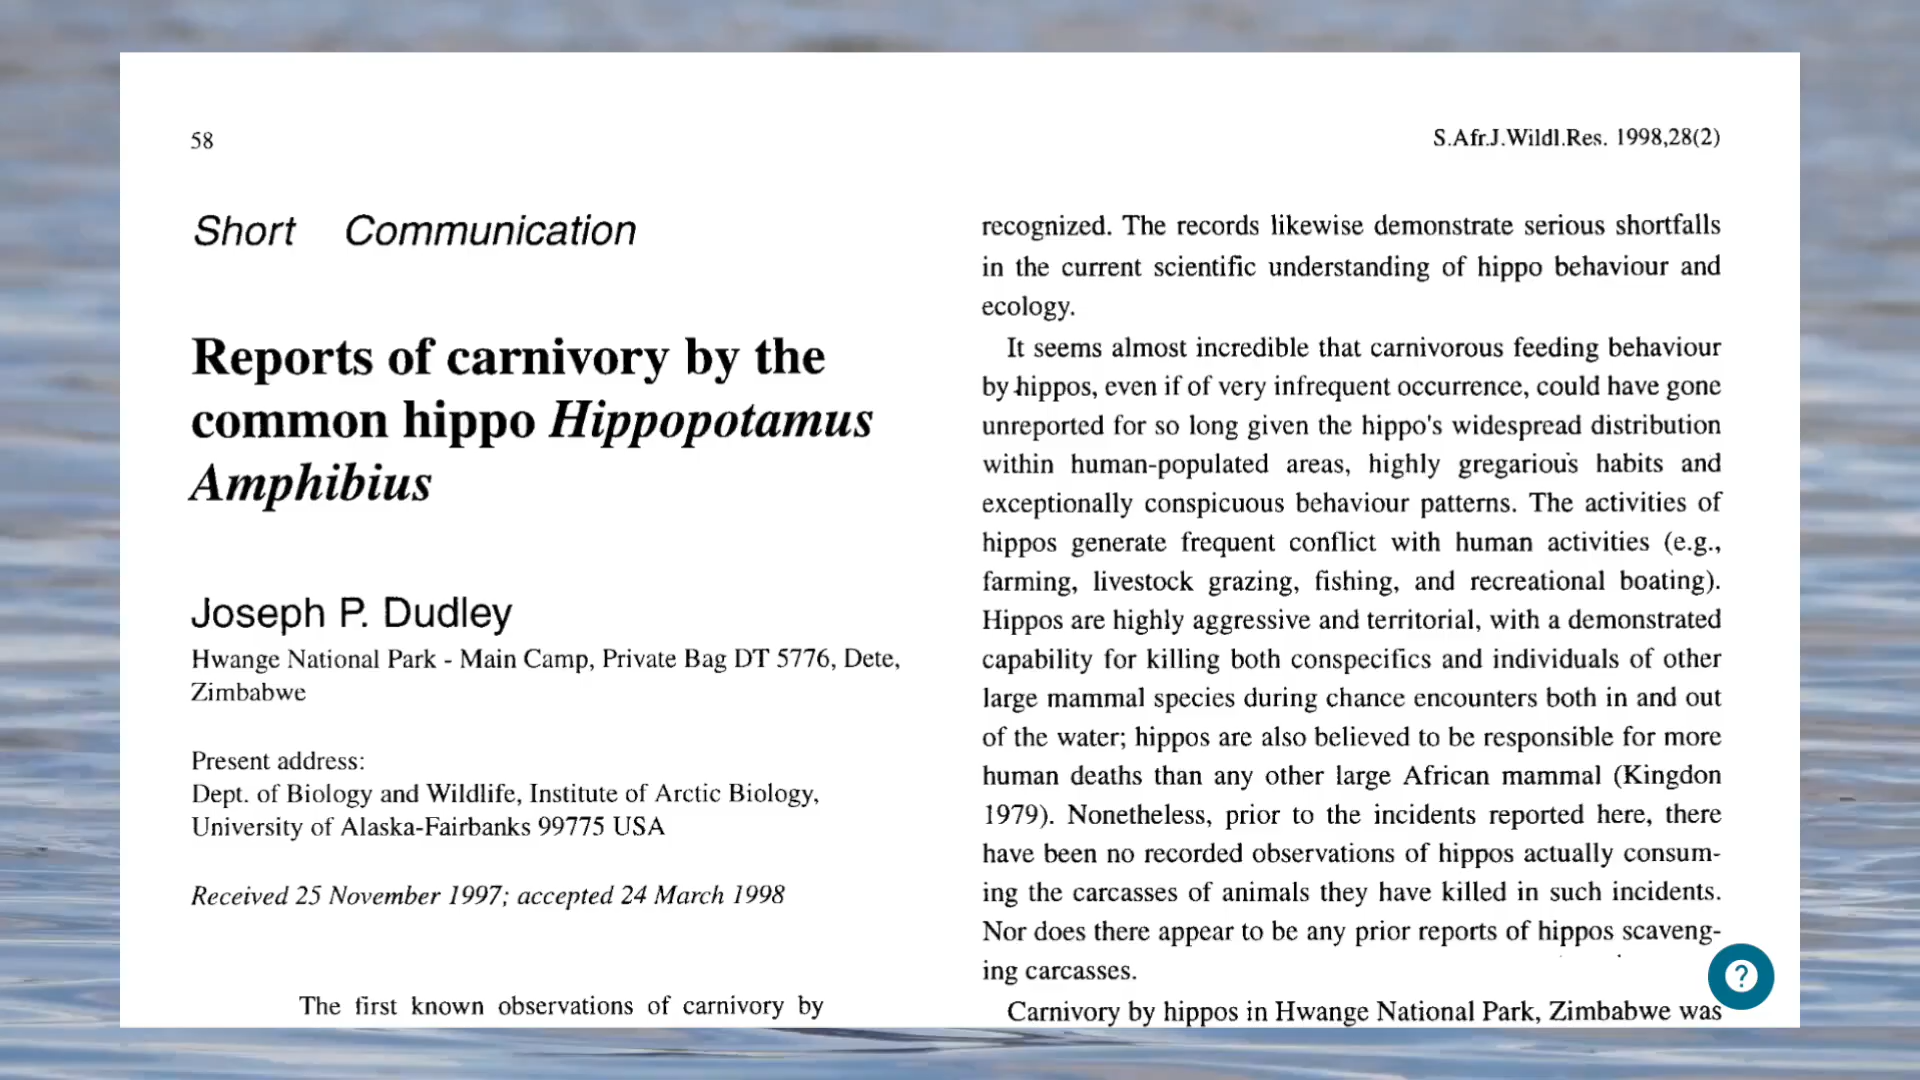 58
S.Afr.J.Wildl.Res. 1998,28(2)
Short Communication
Reports of carnivory by the
common hippo Hippopotamus
Amphibius
Joseph P. Dudley
Hwange National Park - Main Camp, Private Bag DT 5776, Dete,
Zimbabwe
Present address:
Dept. of Biology and Wildlife, Institute of Arctic Biology,
University of Alaska-Fairbanks 99775 USA
Received 25 November 1997; accepted 24 March 1998
The first known observations of carnivory by
recognized. The records likewise demonstrate serious shortfalls
in the current scientific understanding of hippo behaviour and
ecology.
It seems almost incredible that carnivorous feeding behaviour
by hippos, even if of very infrequent occurrence, could have gone
unreported for so long given the hippo's widespread distribution
within human-populated areas, highly gregarious habits and
exceptionally conspicuous behaviour patterns. The activities of
hippos generate frequent conflict with human activities (e.g.,
farming, livestock grazing, fishing, and recreational boating).
Hippos are highly aggressive and territorial, with a demonstrated
capability for killing both conspecifics and individuals of other
large mammal species during chance encounters both in and out
of the water; hippos are also believed to be responsible for more
human deaths than any other large African mammal (Kingdon
1979). Nonetheless, prior to the incidents reported here, there
have been no recorded observations of hippos actually consum-
ing the carcasses of animals they have killed in such incidents.
Nor does there appear to be any prior reports of hippos scaveng-
ing carcasses.
Carnivory by hippos in Hwange National Park, Zimbabwe was
?